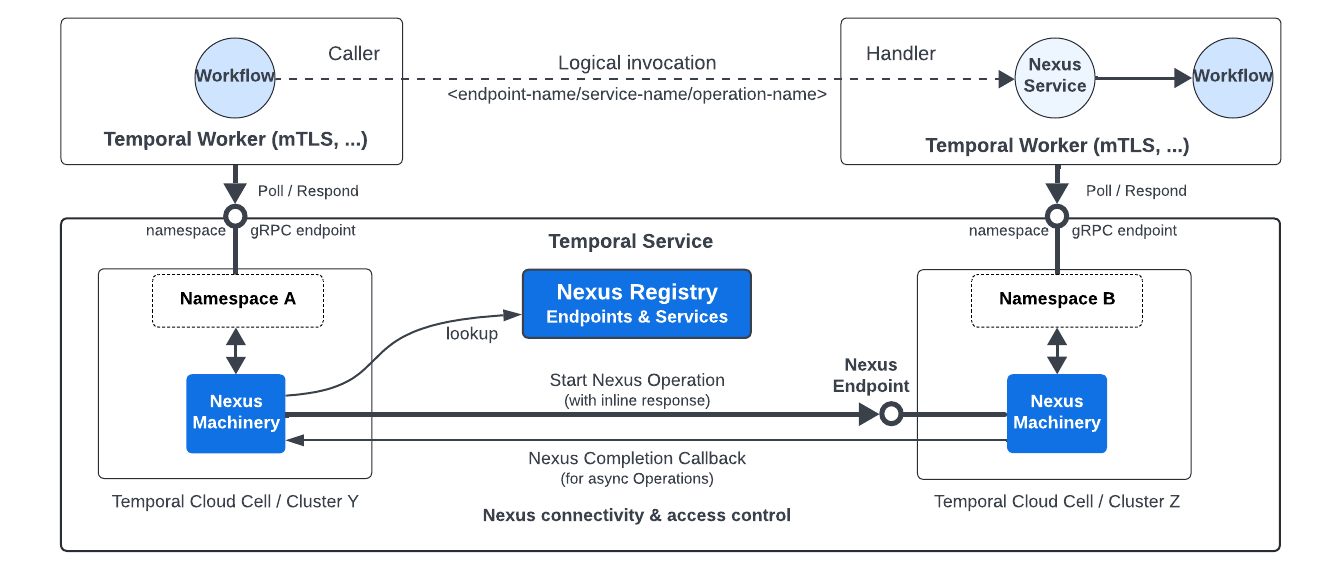 Caller
Workflow
Temporal Worker (mTLS, ...)
Logical invocation
<endpoint-name/service-name/operation-name>
Handler
Nexus
Service
Workflow
Temporal Worker (mTLS, ...)
Poll / Respond
Poll / Respond
namespace
gRPC endpoint
namespace
gRPC endpoint
Temporal Service
Namespace A
Nexus Registry
Endpoints & Services
Namespace B
lookup
Nexus
Machinery
Start Nexus Operation
(with inline response)
Nexus
Endpoint
Nexus
Machinery
Nexus Completion Callback
(for async Operations)
Temporal Cloud Cell / Cluster Y
Temporal Cloud Cell / Cluster Z
Nexus connectivity & access control